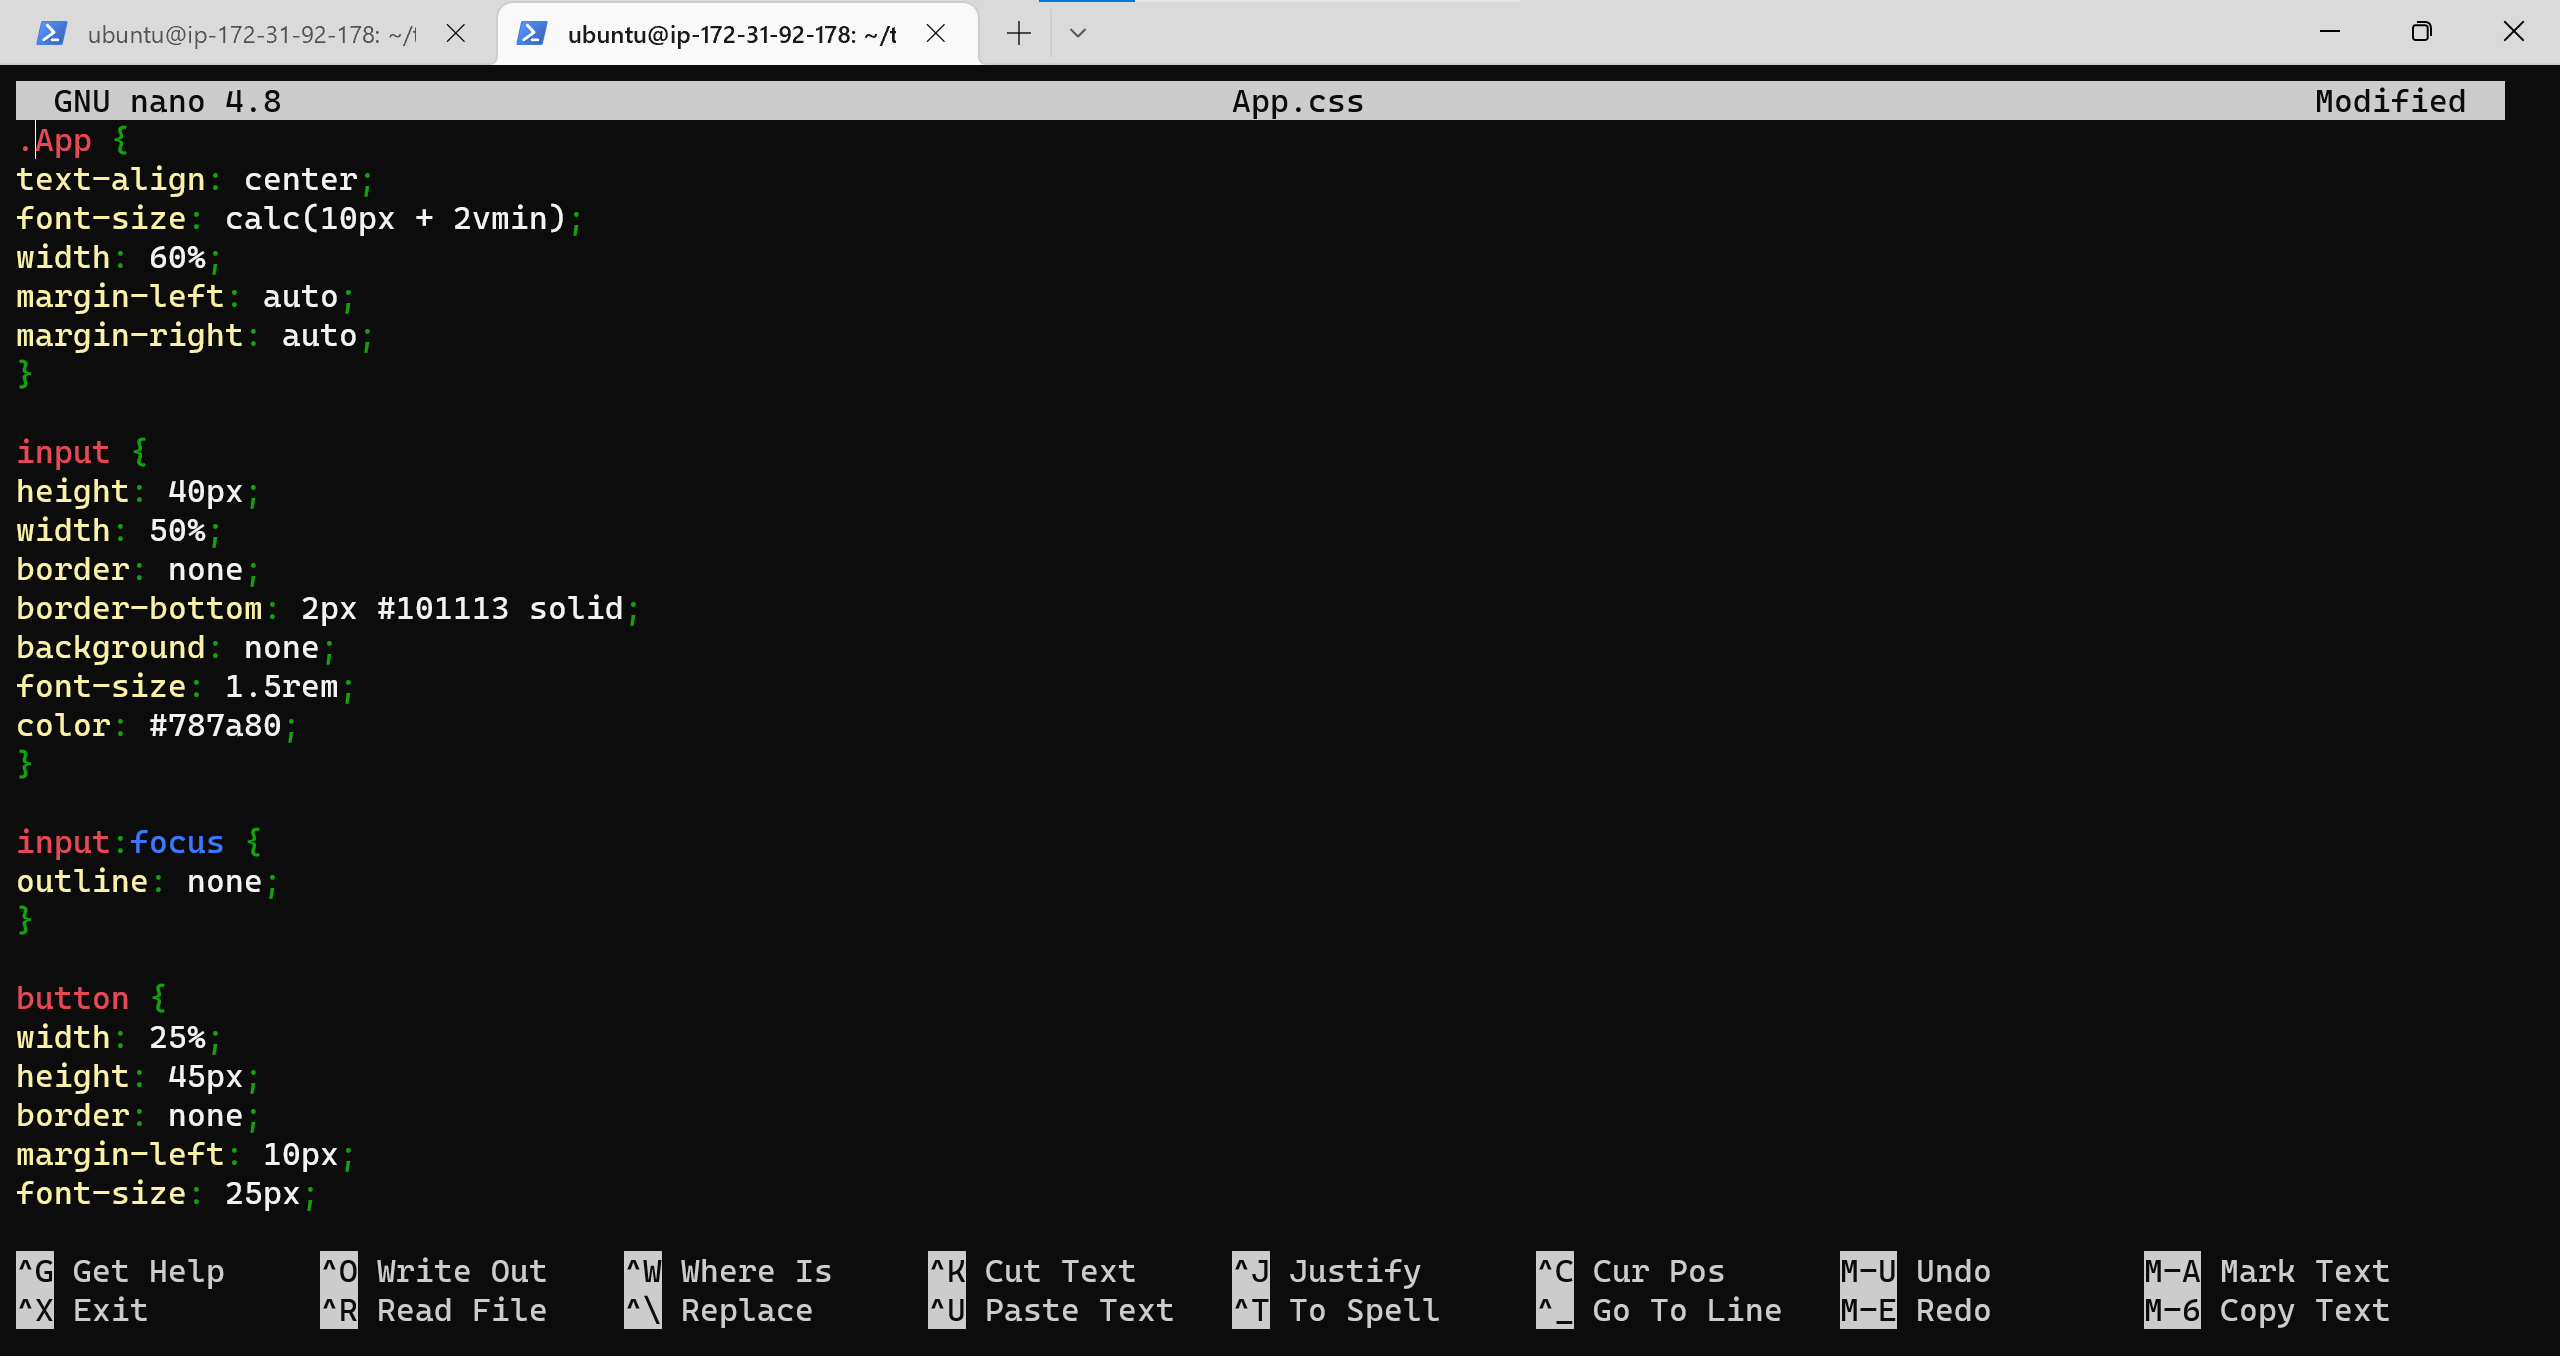 ubuntu@ip-172-31-92-178: ~/t
ubuntu@ip-172-31-92-178: ~/t
GNU nano 4.8 App.css Modified
.App {
text-align: center;
font-size: calc(10px + 2vmin);
width: 60%;
margin-left: auto;
margin-right: auto;
}
input {
height: 40px;
width: 50%;
border: none;
border-bottom: 2px #101113 solid;
background: none;
font-size: 1.5rem;
color: #787a80;
}
input:focus {
outline: none;
}
button {
width: 25%;
height: 45px;
border: none;
margin-left: 10px;
font-size: 25px;
^G Get Help ^O Write Out ^W Where Is ^K Cut Text ^J Justify ^C Cur Pos M-U Undo M-A Mark Text
^X Exit ^R Read File ^\ Replace ^U Paste Text ^T To Spell ^_ Go To Line M-E Redo M-6 Copy Text